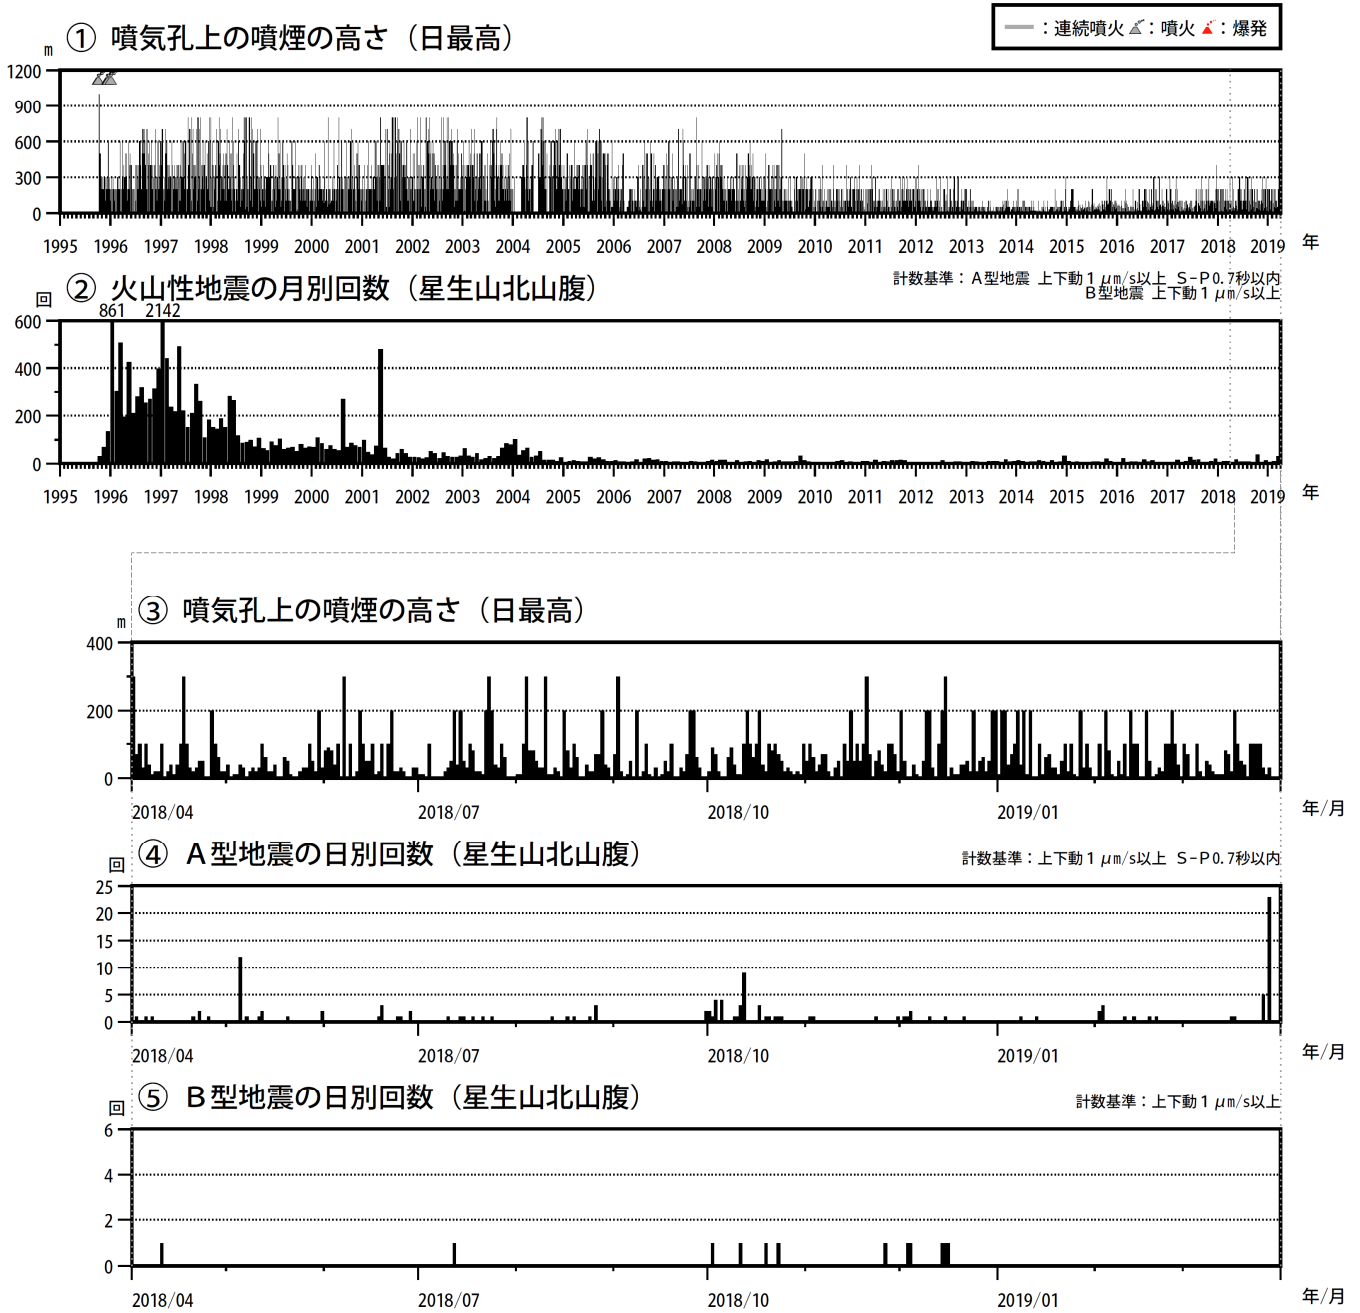 ：連続噴火 ：噴火 ：爆発
① 噴気孔上の噴煙の高さ（日最高）
m
1200
900
600
300
0
1995 1996 1997 1998 1999 2000 2001 2002 2003 2004 2005 2006 2007 2008 2009 2010 2011 2012 2013 2014 2015 2016 2017 2018 2019 年
② 火山性地震の月別回数（星生山北山腹）
計数基準：Ａ型地震 上下動１μm/s以上 Ｓ－Ｐ0.7秒以内
Ｂ型地震 上下動１μm/s以上
回
861 2142
600
400
200
0
1995 1996 1997 1998 1999 2000 2001 2002 2003 2004 2005 2006 2007 2008 2009 2010 2011 2012 2013 2014 2015 2016 2017 2018 2019 年
③ 噴気孔上の噴煙の高さ（日最高）
m
400
200
0
2018/04 2018/07 2018/10 2019/01 年/月
④ Ａ型地震の日別回数（星生山北山腹）
計数基準：上下動１μm/s以上 Ｓ－Ｐ0.7秒以内
回
25
20
15
10
5
0
2018/04 2018/07 2018/10 2019/01 年/月
⑤ Ｂ型地震の日別回数（星生山北山腹）
計数基準：上下動１μm/s以上
回
6
4
2
0
2018/04 2018/07 2018/10 2019/01 年/月